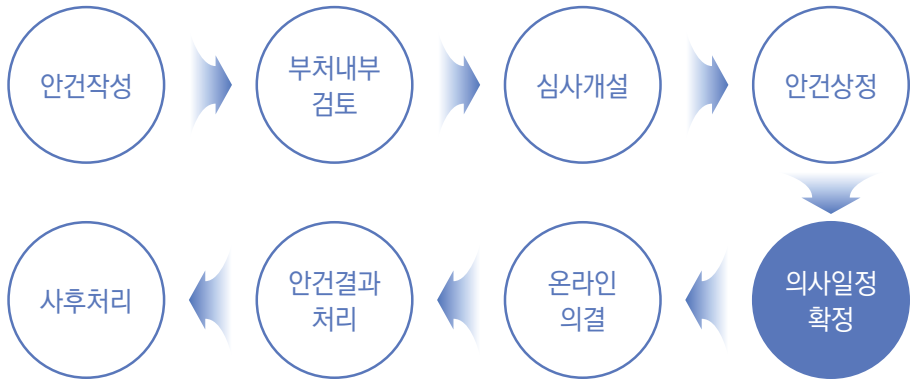 안건작성
부처내부
검토
심사개설
안건상정
의사일정
확정
온라인
의결
안건결과
처리
사후처리